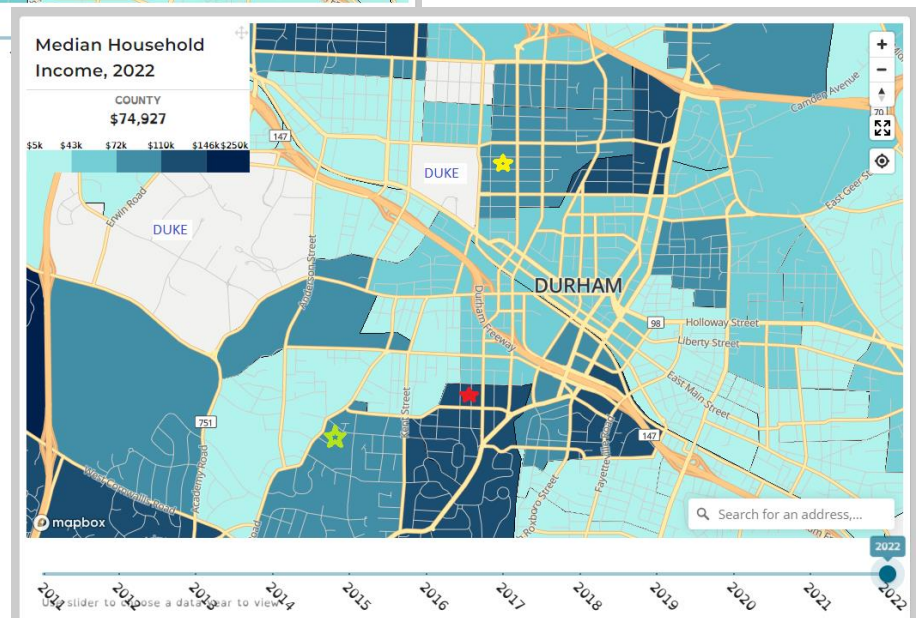 Median Household
Income, 2022
COUNTY
$74,927
$5k $43k $72k $110k $146k $250k
147
DUKE
DUKE
Erwin Road
Anderson Street
Camden Avenue
70
East Geer
DURHAM
Durham Freeway
98
Holloway Street
Liberty Street
East Main Street
147
Fayetteville Road
Roxboro Street
751
Academy Road
West Cornwallis Road
mapbox
Search for an address,...
2022
2011 2012 2013 2014 2015 2016 2017 2018 2019 2020 2021 2022
Use slider to choose a data year to view